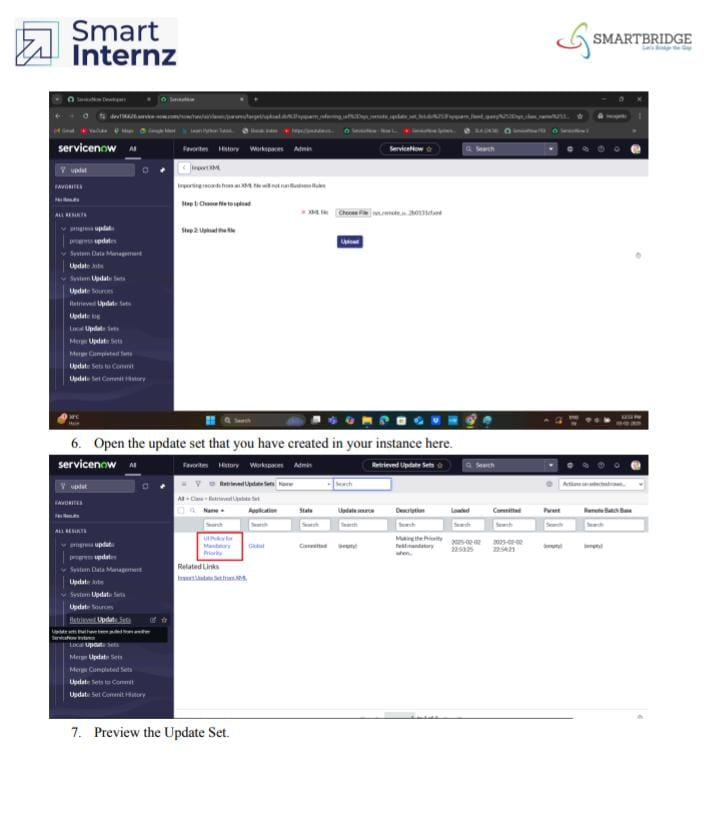 Smart
Internz
SMARTBRIDGE
Let's Bridge the Gap
ServiceNow Developers
ServiceNow
Incognito
Gmail YouTube Maps Google Meet
servicenow All Favorites History Workspaces Admin ServiceNow Search
updat
Import XML
Importing records from an XML file will not run Business Rules
FAVORITES
No Results
Step 1: Choose file to upload
XML file Choose File
ALL RESULTS
Step 2: Upload the file
Upload
progress update
progress updates
System Data Management
Update Jobs
System Update Sets
Update Sources
Retrieved Update Sets
Update log
Local Update Sets
Merge Update Sets
Merge Completed Sets
Update Sets to Commit
Update Set Commit History
Search
6. Open the update set that you have created in your instance here.
servicenow All Favorites History Workspaces Admin Retrieved Update Sets Search
updat
Retrieved Update Sets Name Search Actions on selected rows...
FAVORITES
No Results
All > Class = Retrieved Update Set
Name Application State Update source Description Loaded Committed Parent Remote Batch Base
Search Search Search Search Search Search Search Search Search
UI Policy for Mandatory Priority Global Committed (empty) Making the Priority field mandatory when... 2025-02-02 22:53:25 2025-02-02 22:54:21 (empty) (empty)
Related Links
Import Update Set from XML
ALL RESULTS
progress update
progress updates
System Data Management
Update Jobs
System Update Sets
Update Sources
Retrieved Update Sets
Update sets that have been pulled from another ServiceNow instance
Local Update Sets
Merge Update Sets
Merge Completed Sets
Update Sets to Commit
Update Set Commit History
7. Preview the Update Set.